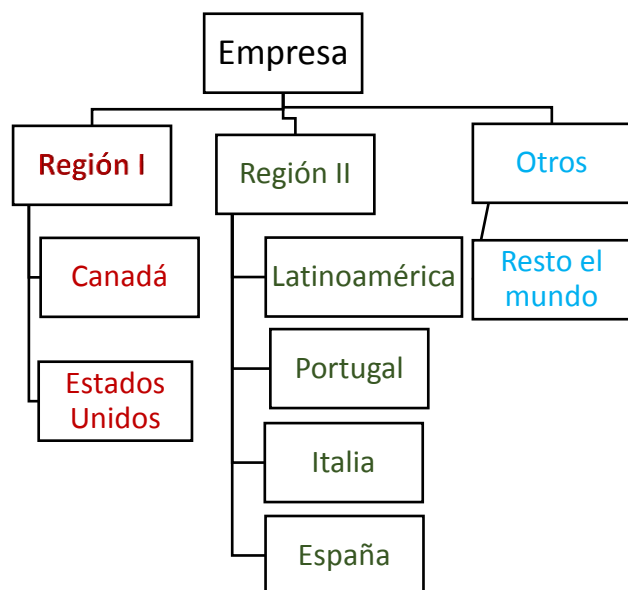 Empresa
Región I
Canadá
Estados
Unidos
Región II
Latinoamérica
Portugal
Italia
España
Otros
Resto el
mundo